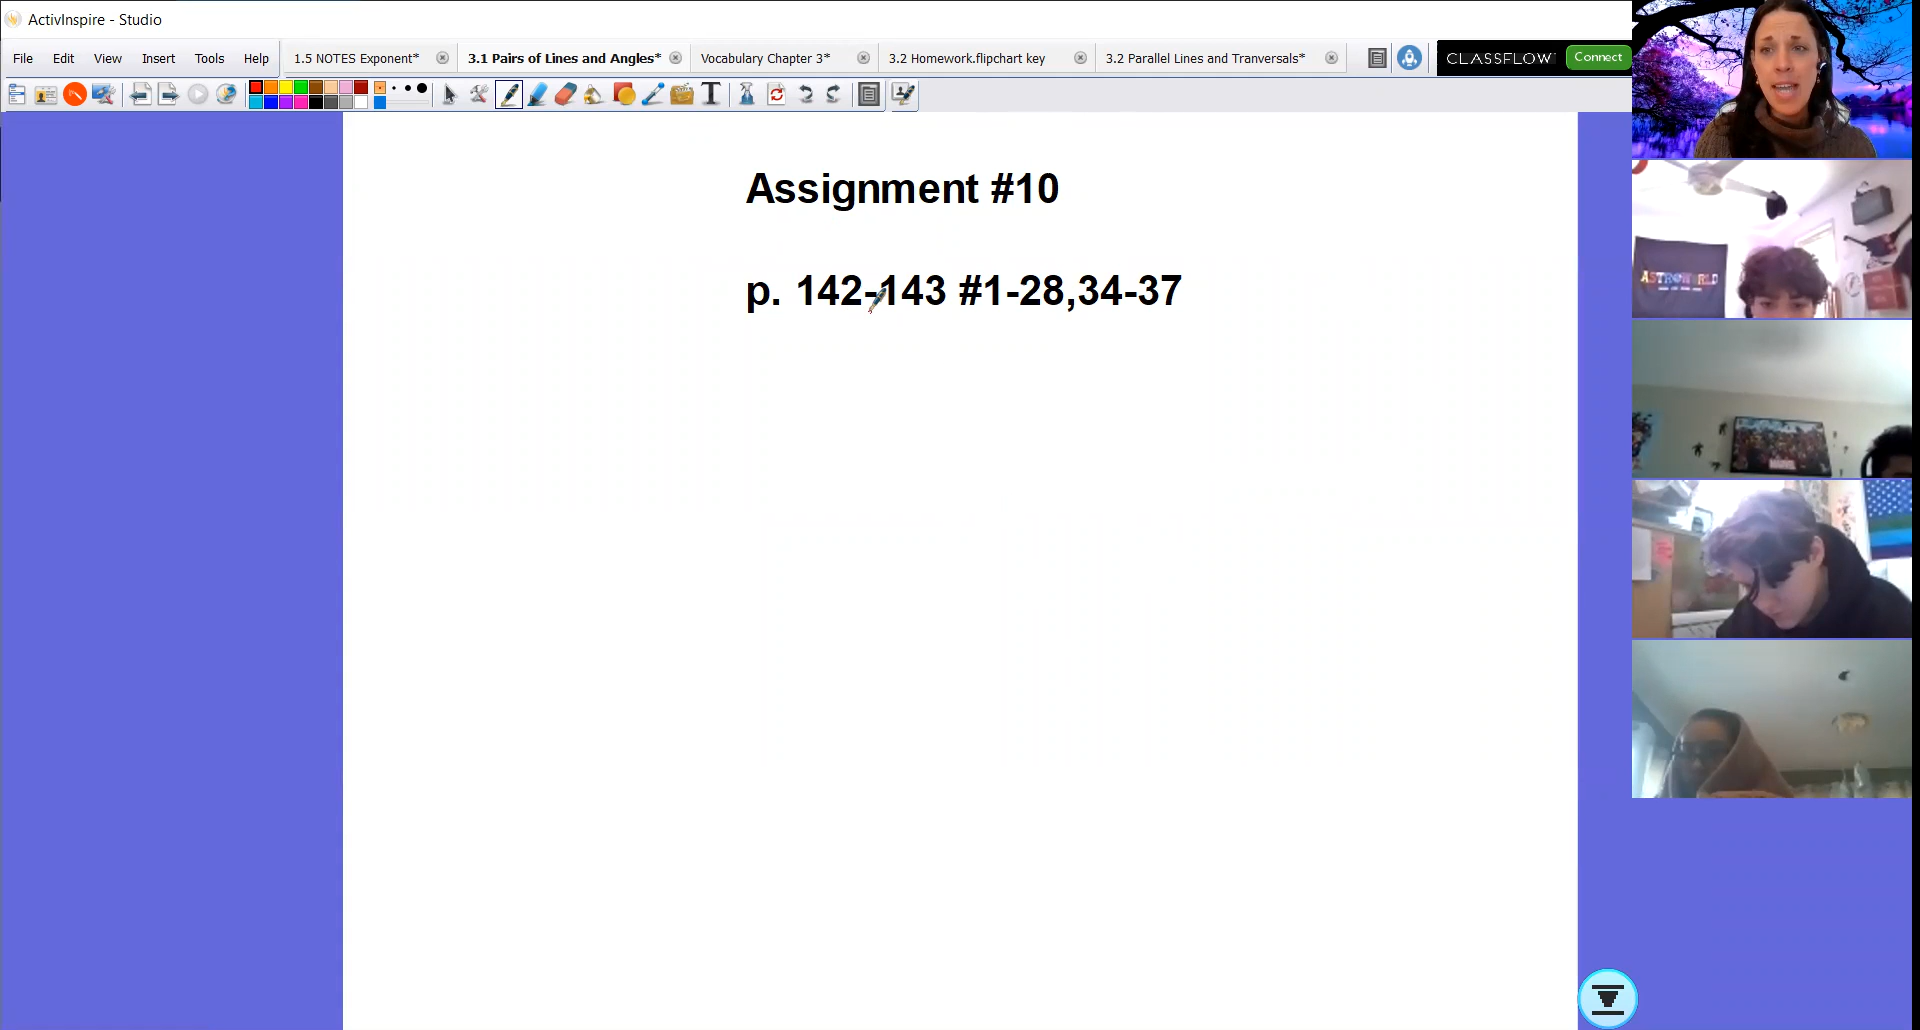 ActivInspire - Studio
File Edit View Insert Tools Help
1.5 NOTES Exponent*
3.1 Pairs of Lines and Angles*
Vocabulary Chapter 3*
3.2 Homework.flipchart key
3.2 Parallel Lines and Tranversals*
CLASSFLOW
Connect
Assignment #10
p. 142-143 #1-28,34-37
ASTROWORLD
MARVEL